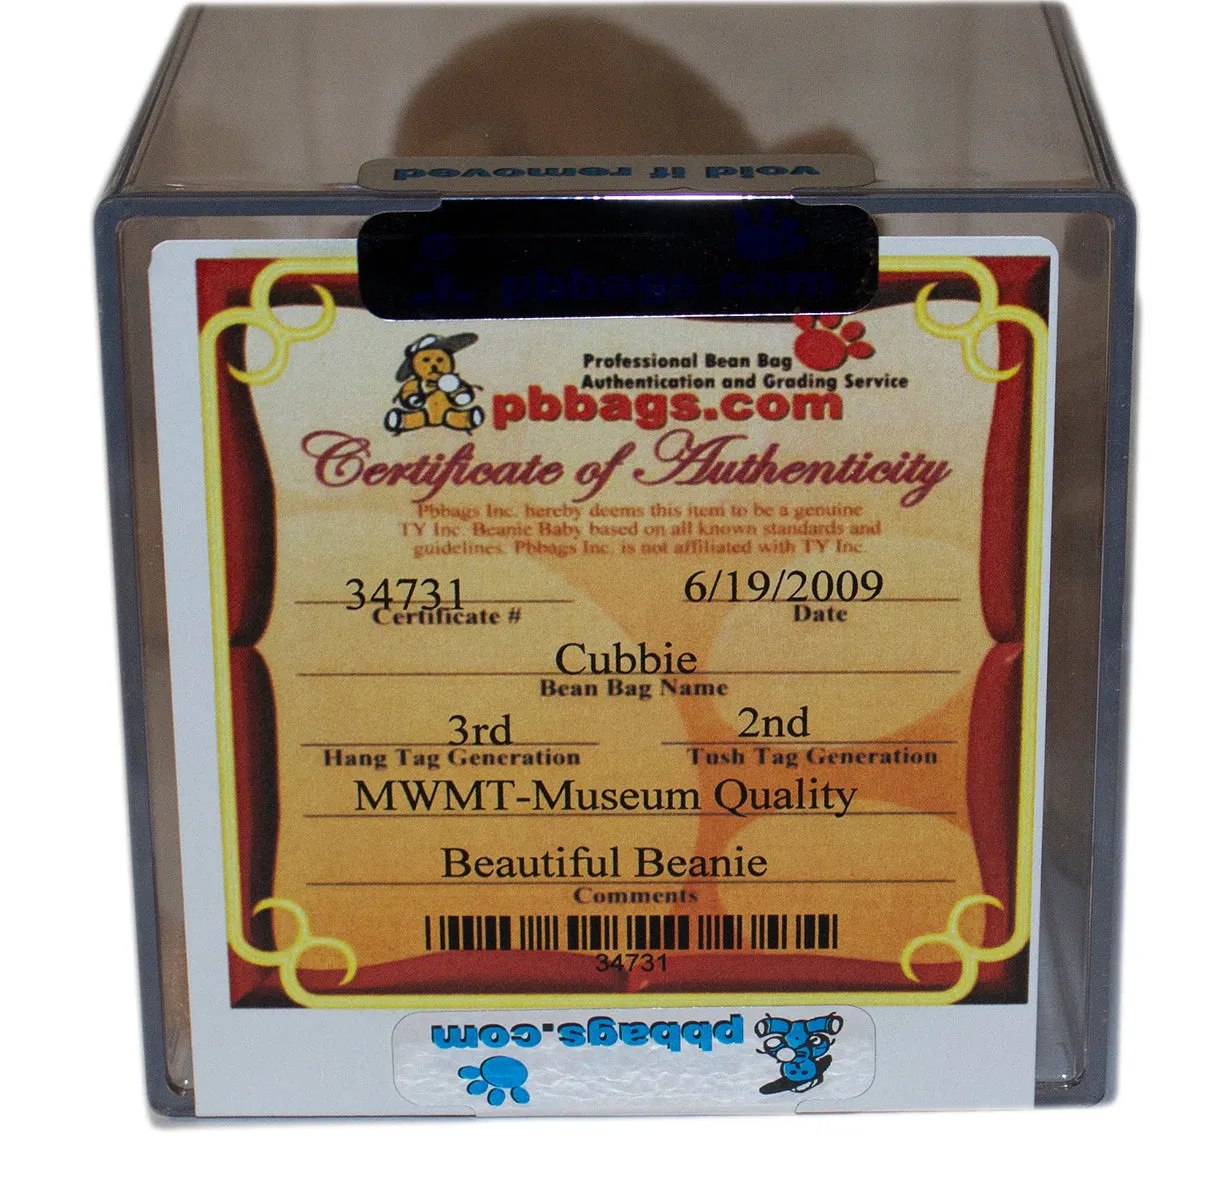 void if removed
pbbags.com
Professional Bean Bag
Authentication and Grading Service
pbbags.com
Certificate of Authenticity
Pbbags Inc. hereby deems this item to be a genuine
TY Inc. Beanie Baby based on all known standards and
guidelines. Pbbags Inc. is not affiliated with TY Inc.
34731 6/19/2009
Certificate # Date
Cubbie
Bean Bag Name
3rd 2nd
Hang Tag Generation Tush Tag Generation
MWMT-Museum Quality
Beautiful Beanie
Comments
34731
pbbags.com